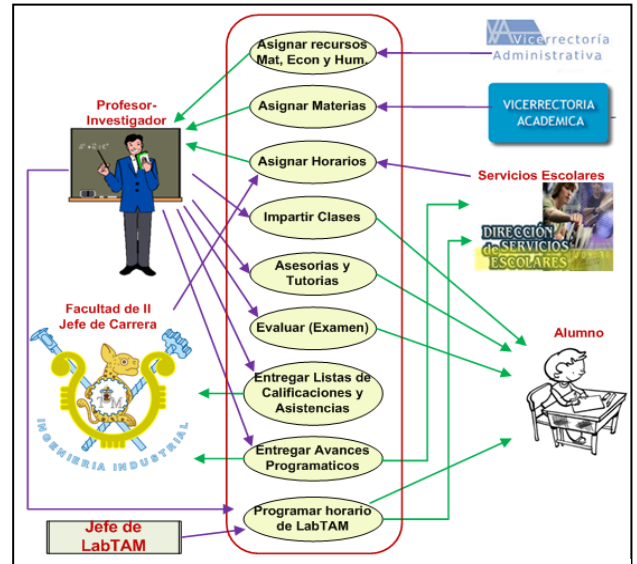 Asignar recursos
Mat, Econ y Hum.
Vicerrectoría
Administrativa
Profesor-
Investigador
Asignar Materias
VICERRECTORIA
ACADEMICA
Asignar Horarios
Servicios Escolares
Impartir Clases
DIRECCIÓN
de SERVICIOS
ESCOLARES
Asesorias y
Tutorias
Facultad de II
Jefe de Carrera
Evaluar (Examen)
Alumno
Entregar Listas de
Calificaciones y
Asistencias
INGENIERIA INDUSTRIAL
Entregar Avances
Programaticos
Programar horario
de LabTAM
Jefe de
LabTAM